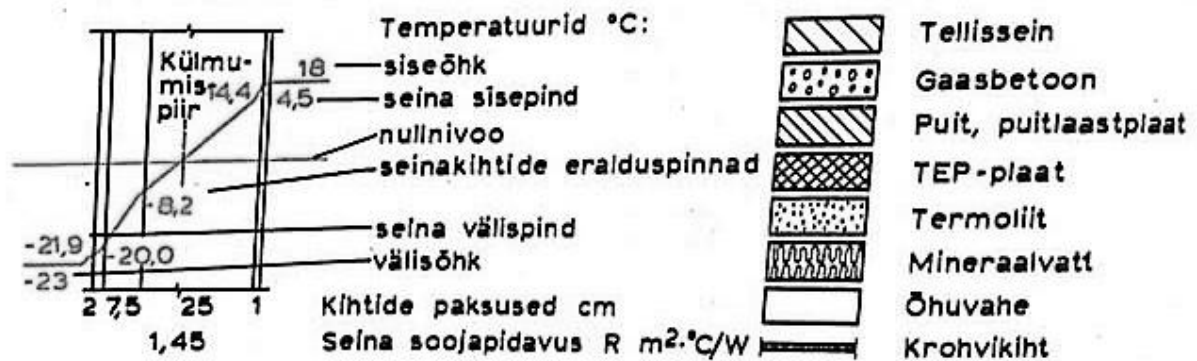 Temperatuurid °C:
Külmu-
mis-
piir
14,4
18
4,5
-8,2
-21,9
-20,0
-23
siseõhk
seina sisepind
nullnivoo
seinakihtide eralduspinnad
seina välispind
välisõhk
2 7,5 25 1 Kihtide paksused cm
1,45 Seina soojapidavus R m²·°C/W
Tellissein
Gaasbetoon
Puit, puitlaastplaat
TEP-plaat
Termoliit
Mineraalvatt
Õhuvahe
Krohvikiht